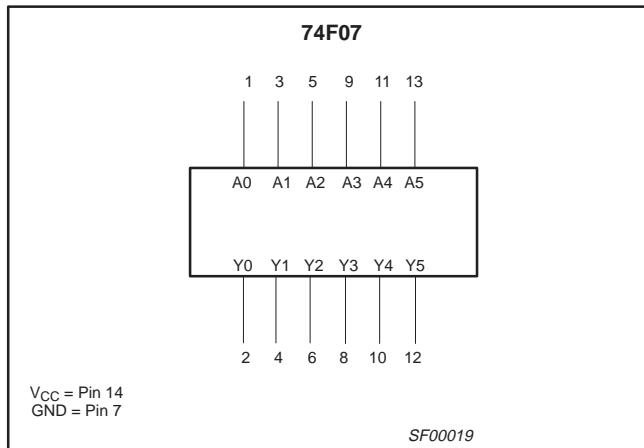 74F07
1 3 5 9 11 13
A0 A1 A2 A3 A4 A5
Y0 Y1 Y2 Y3 Y4 Y5
2 4 6 8 10 12
VCC = Pin 14
GND = Pin 7
SF00019